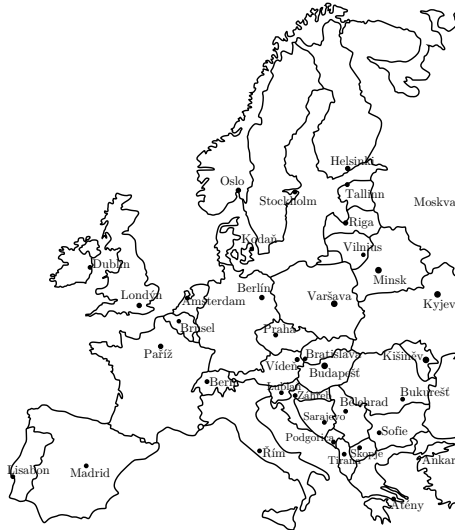 Helsinki
Oslo
Tallinn
Stockholm
Moskva
Riga
Kodaň
Vilnius
Dublin
Minsk
Berlín
Londýn
Amsterdam
Varšava
Kyjev
Brusel
Praha
Paříž
Bratislava
Kišiněv
Vídeň
Budapešť
Bern
Lublaň
Záhřeb
Bukurešť
Bělehrad
Sarajevo
Sofie
Podgorica
Řím
Skopje
Tirana
Ankara
Lisabon
Madrid
Atény